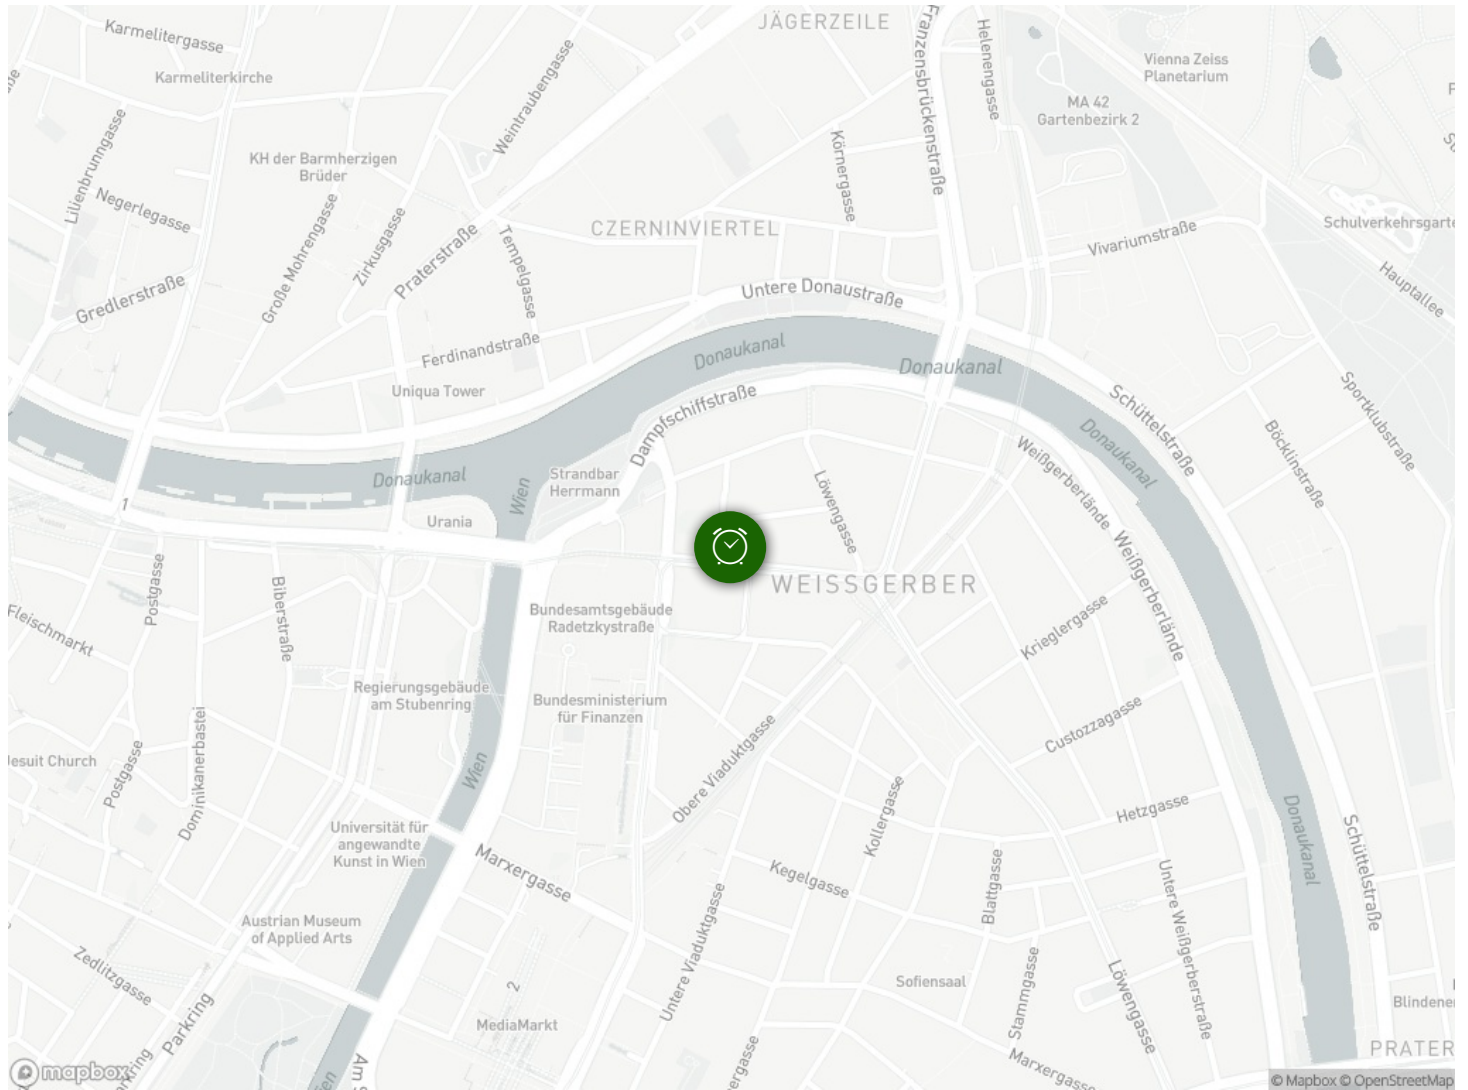 JÄGERZEILE
Karmelitergasse
Karmeliterkirche
Franzensbrückenstraße
Helenengasse
Vienna Zeiss
Planetarium
MA 42
Gartenbezirk 2
Weintraubengasse
Lilienbrunngasse
KH der Barmherzigen
Brüder
Körnergasse
Negerlegasse
Große Mohrengasse
Zirkusgasse
Praterstraße
Tempelgasse
CZERNINVIERTEL
Vivariumstraße
Schulverkehrsgarte
Hauptallee
Gredlerstraße
Untere Donaustraße
Ferdinandstraße
Donaukanal
Donaukanal
Uniqua Tower
Dampfschiffstraße
Schüttelstraße
Sportklubstraße
Böcklinstraße
Donaukanal
Donaukanal
Strandbar
Herrmann
Wien
Löwengasse
Weißgerberlände
Weißgerberlände
1
Urania
Postgasse
Biberstraße
Fleischmarkt
WEISSGERBER
Bundesamtsgebäude
Radetzkystraße
Krieglergasse
Regierungsgebäude
am Stubenring
Bundesministerium
für Finanzen
Custozzagasse
Jesuit Church
Postgasse
Dominikanerbastei
Wien
Obere Viaduktgasse
Kollergasse
Hetzgasse
Donaukanal
Schüttelstraße
Universität für
angewandte
Kunst in Wien
Marxergasse
Kegelgasse
Blattgasse
Untere Weißgerberstraße
Austrian Museum
of Applied Arts
Zedlitzgasse
Parkring
Untere Viaduktgasse
Sofiensaal
Stammgasse
Löwengasse
2
MediaMarkt
Blindene
PRATER
Marxergasse
mapbox
© Mapbox © OpenStreetMap